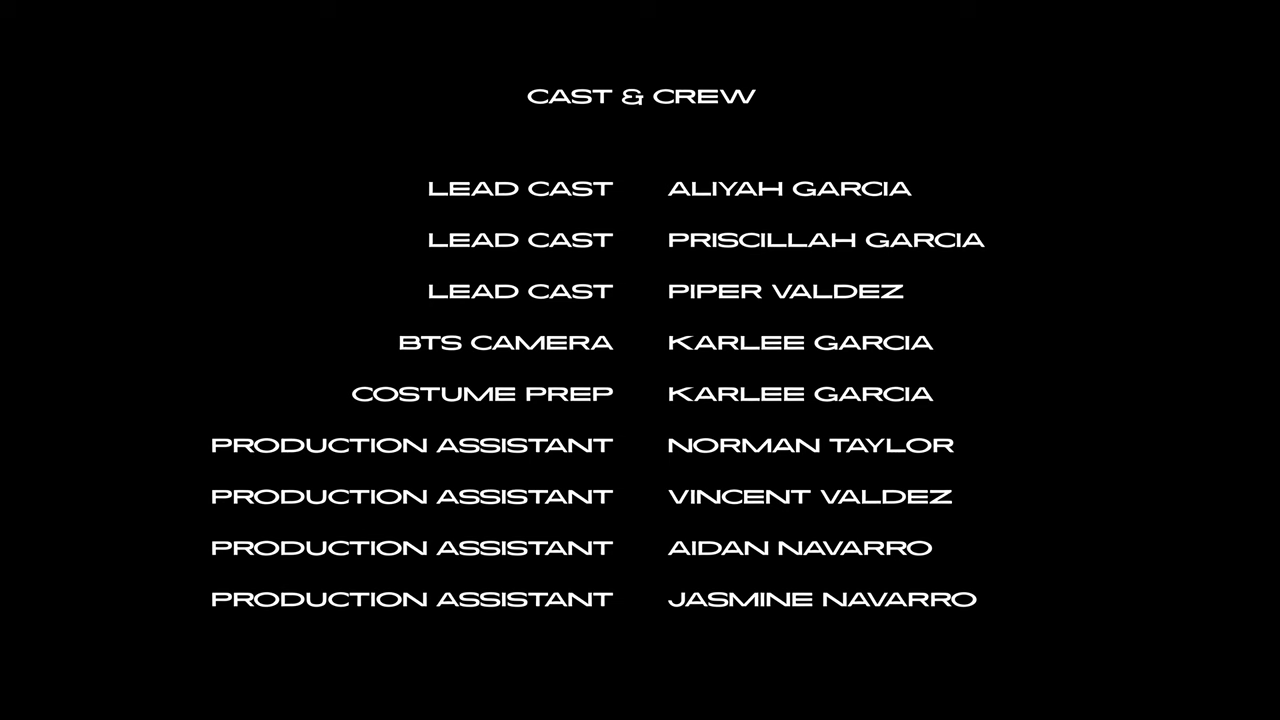 CAST & CREW
LEAD CAST ALIYAH GARCIA
LEAD CAST PRISCILLAH GARCIA
LEAD CAST PIPER VALDEZ
BTS CAMERA KARLEE GARCIA
COSTUME PREP KARLEE GARCIA
PRODUCTION ASSISTANT NORMAN TAYLOR
PRODUCTION ASSISTANT VINCENT VALDEZ
PRODUCTION ASSISTANT AIDAN NAVARRO
PRODUCTION ASSISTANT JASMINE NAVARRO